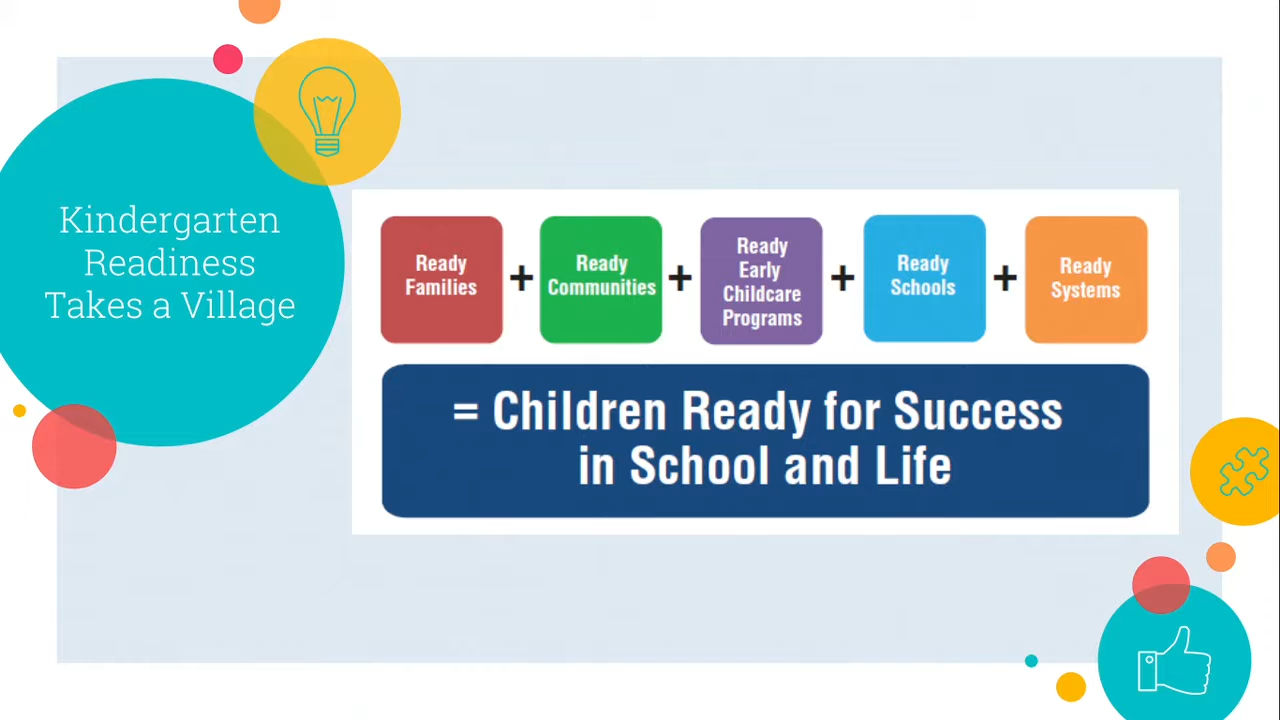 Kindergarten
Readiness
Takes a Village
Ready
Families
+
Ready
Communities
+
Ready
Early
Childcare
Programs
+
Ready
Schools
+
Ready
Systems
= Children Ready for Success
in School and Life